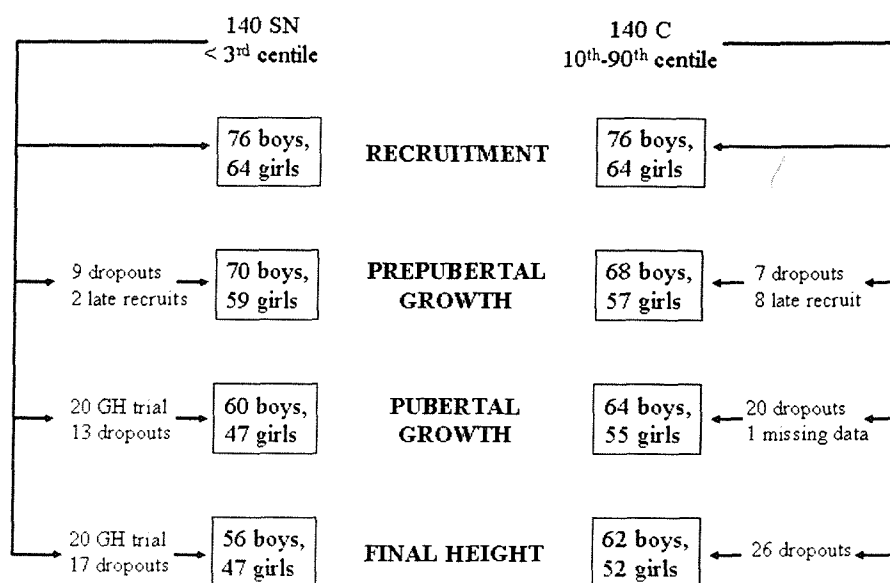 140 SN
< 3rd centile
140 C
10th-90th centile
76 boys,
64 girls
RECRUITMENT
76 boys,
64 girls
9 dropouts
2 late recruits
70 boys,
59 girls
PREPUBERTAL
GROWTH
68 boys,
57 girls
7 dropouts
8 late recruit
20 GH trial
13 dropouts
60 boys,
47 girls
PUBERTAL
GROWTH
64 boys,
55 girls
20 dropouts
1 missing data
20 GH trial
17 dropouts
56 boys,
47 girls
FINAL HEIGHT
62 boys,
52 girls
26 dropouts